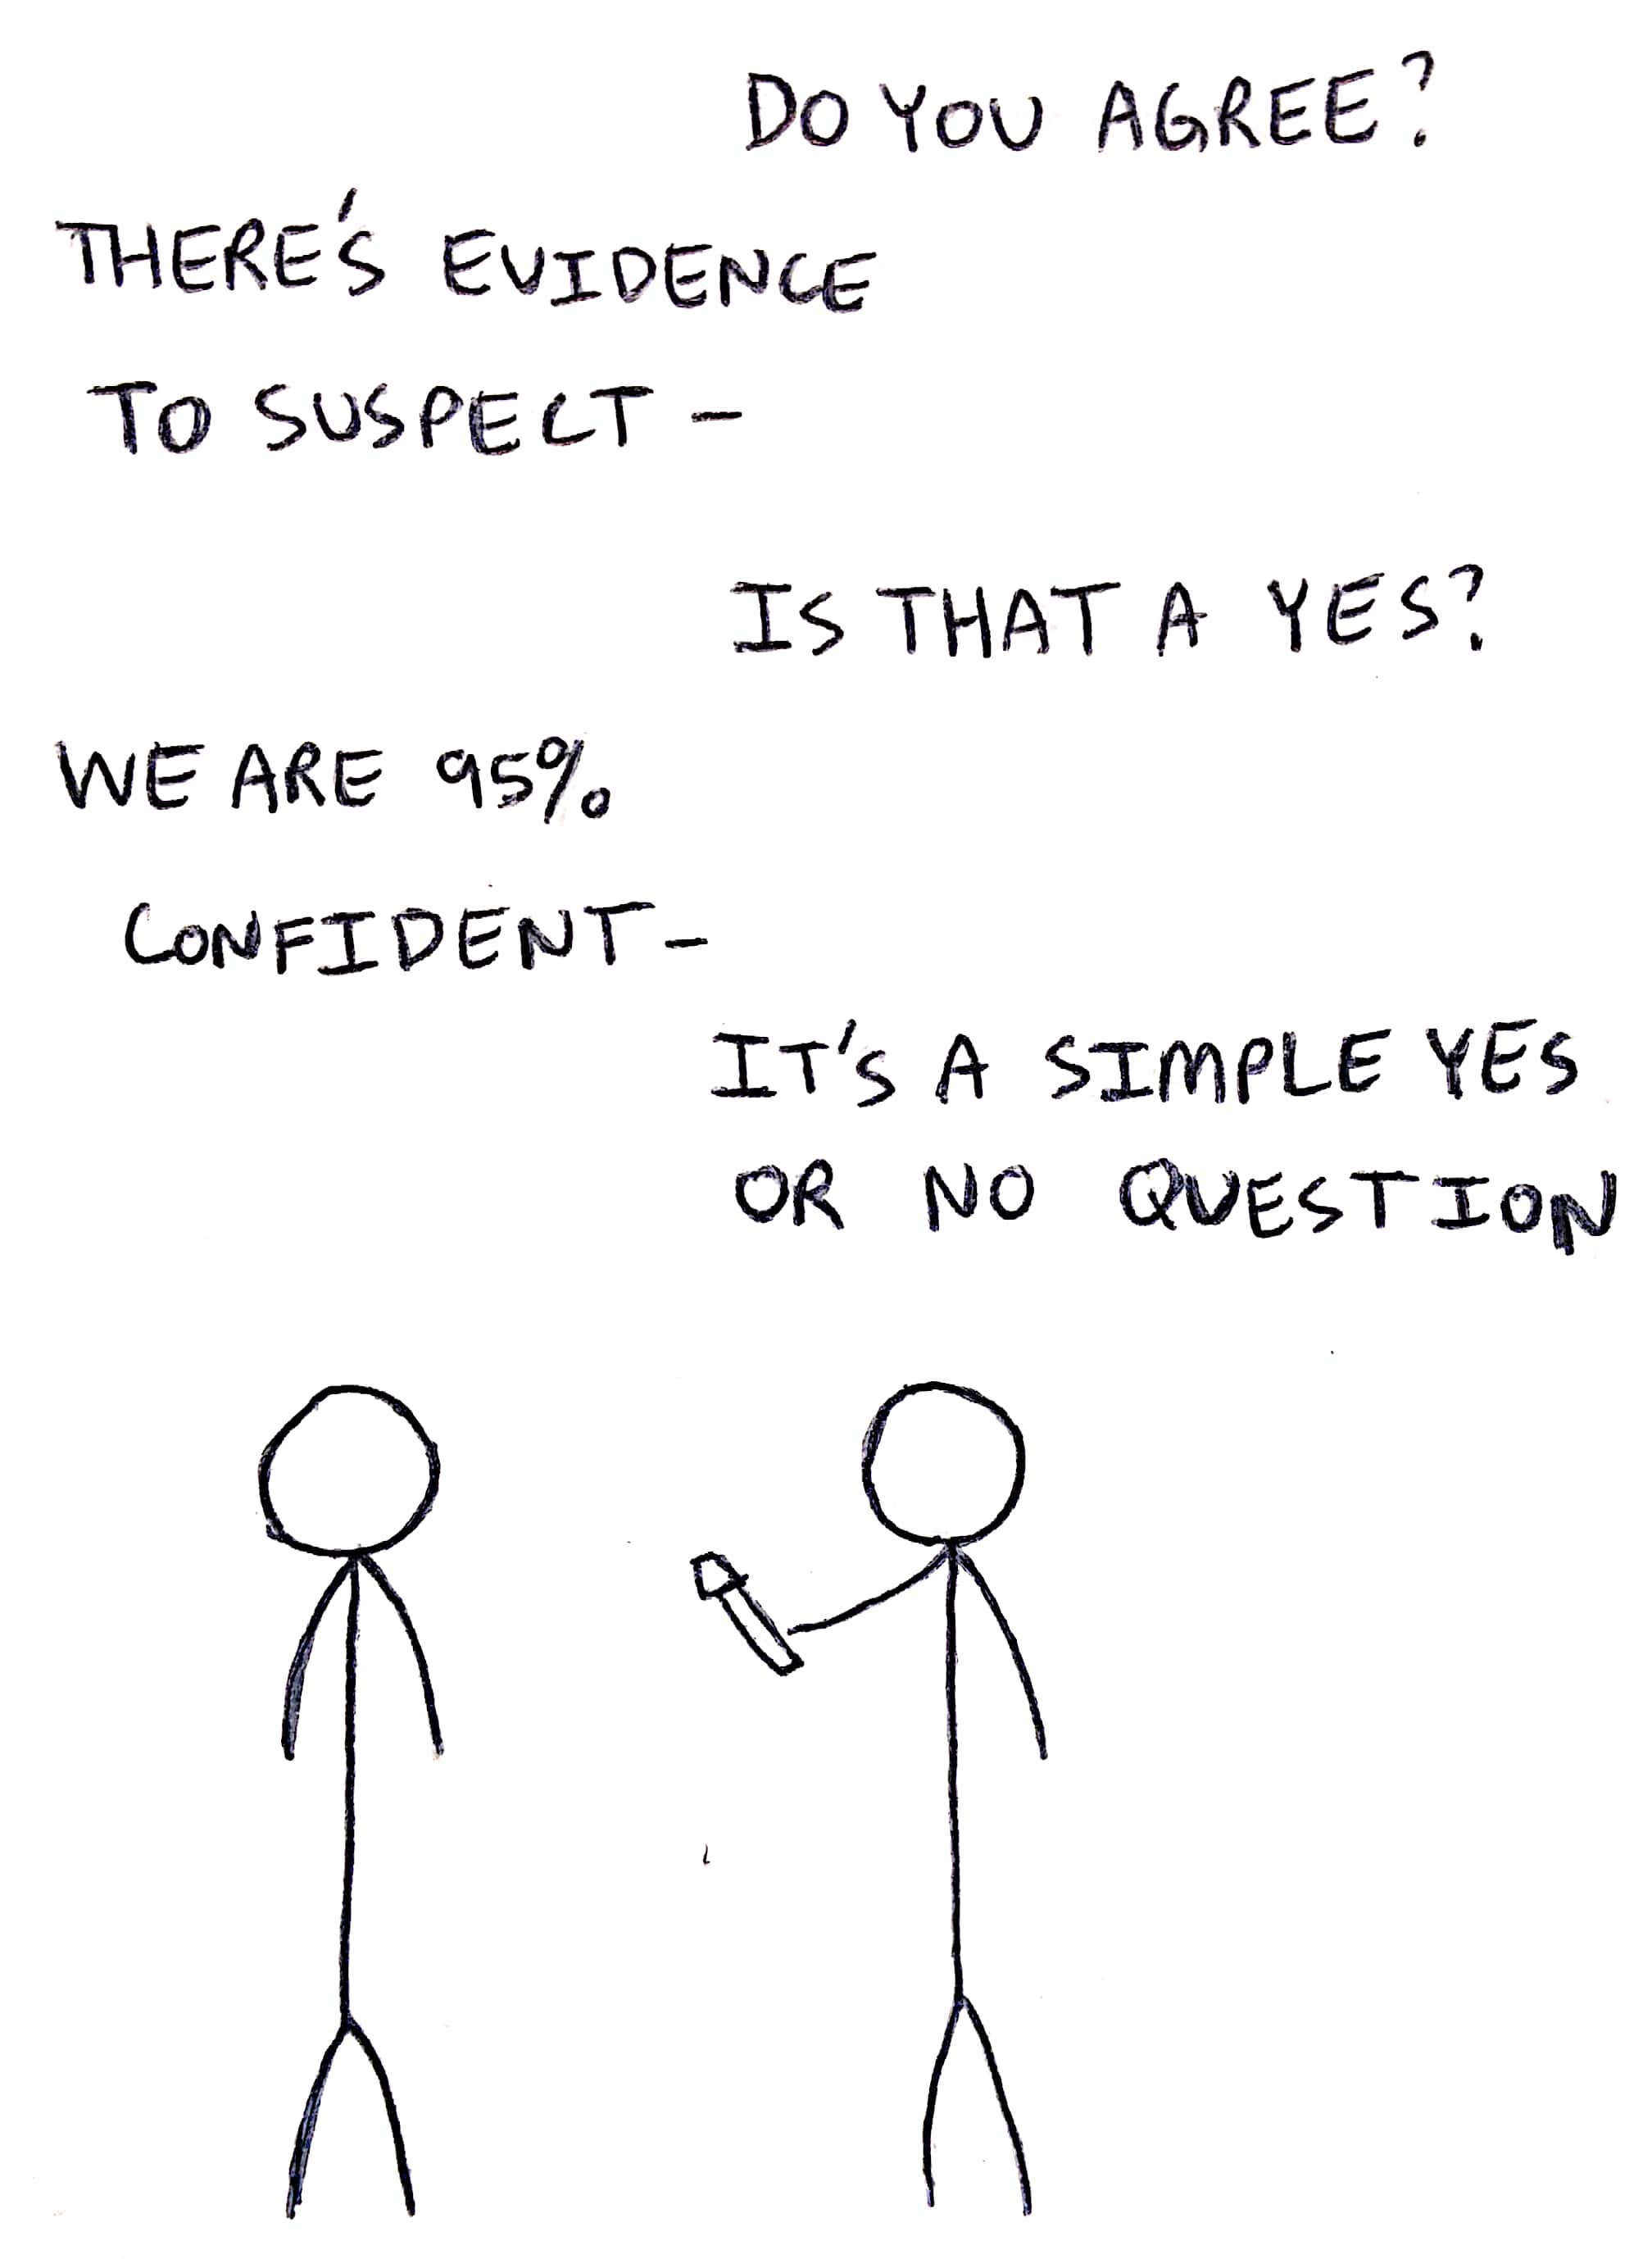 DO YOU AGREE?
THERE'S EVIDENCE
TO SUSPECT -
IS THAT A YES?
WE ARE 95%
CONFIDENT -
IT'S A SIMPLE YES
OR NO QUESTION